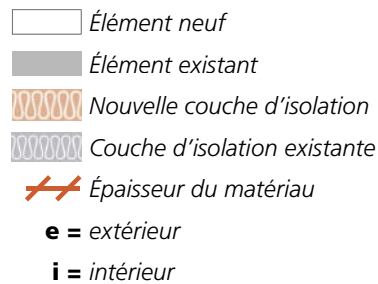 Élément neuf
Élément existant
Nouvelle couche d’isolation
Couche d’isolation existante
Épaisseur du matériau
e = extérieur
i = intérieur